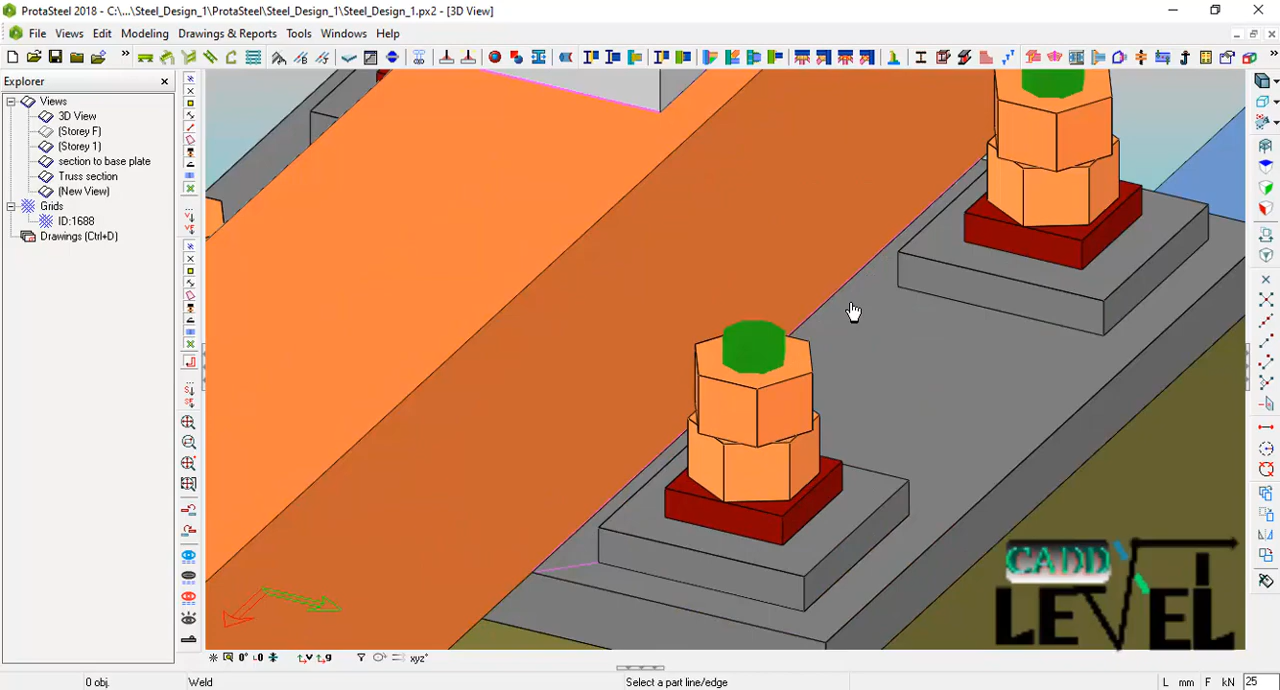 ProtaSteel 2018 - C:\...\Steel_Design_1\ProtaSteel\Steel_Design_1\Steel_Design_1.px2 - [3D View]
File Views Edit Modeling Drawings & Reports Tools Windows Help
Explorer
Views
3D View
(Storey F)
(Storey 1)
section to base plate
Truss section
(New View)
Grids
ID:1688
Drawings (Ctrl+D)
CADD
LEVEL
0 obj. Weld Select a part line/edge L mm F kN 25